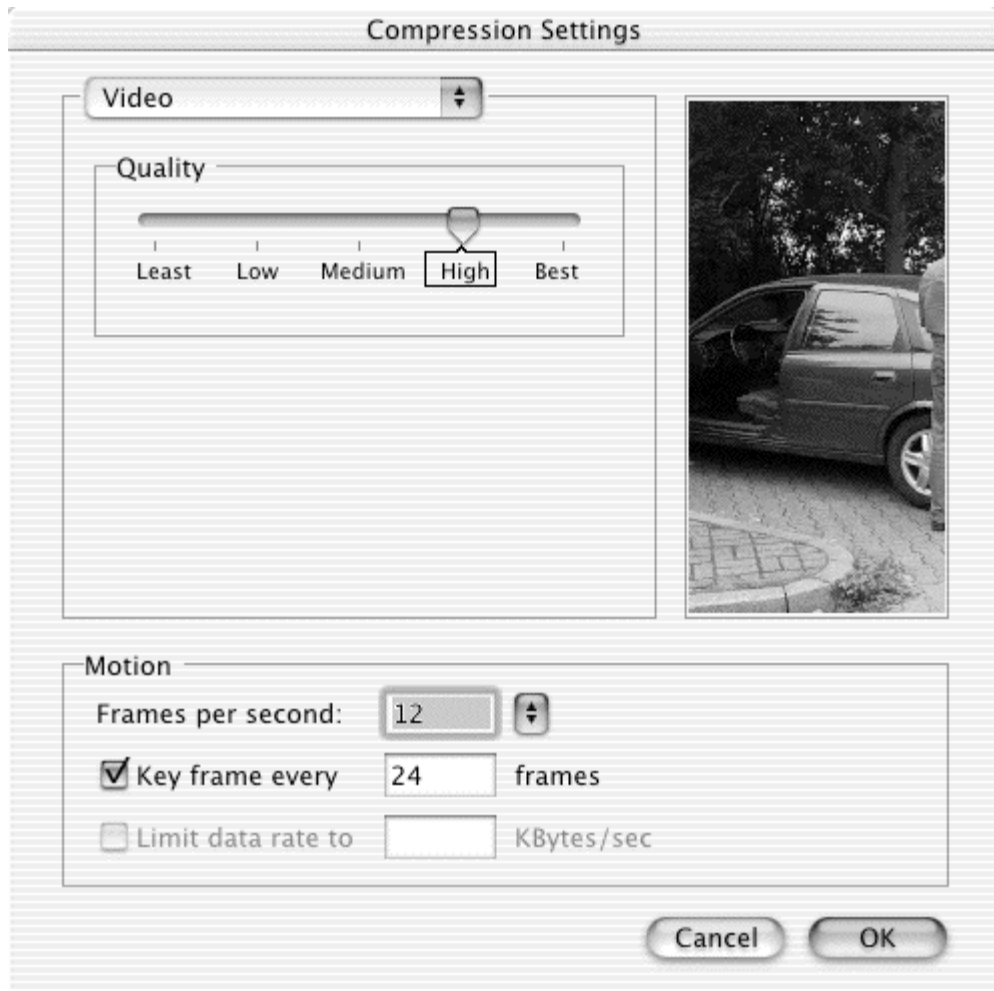 Compression Settings
Video
Quality
Least Low Medium High Best
Motion
Frames per second: 12
Key frame every 24 frames
Limit data rate to KBytes/sec
Cancel OK